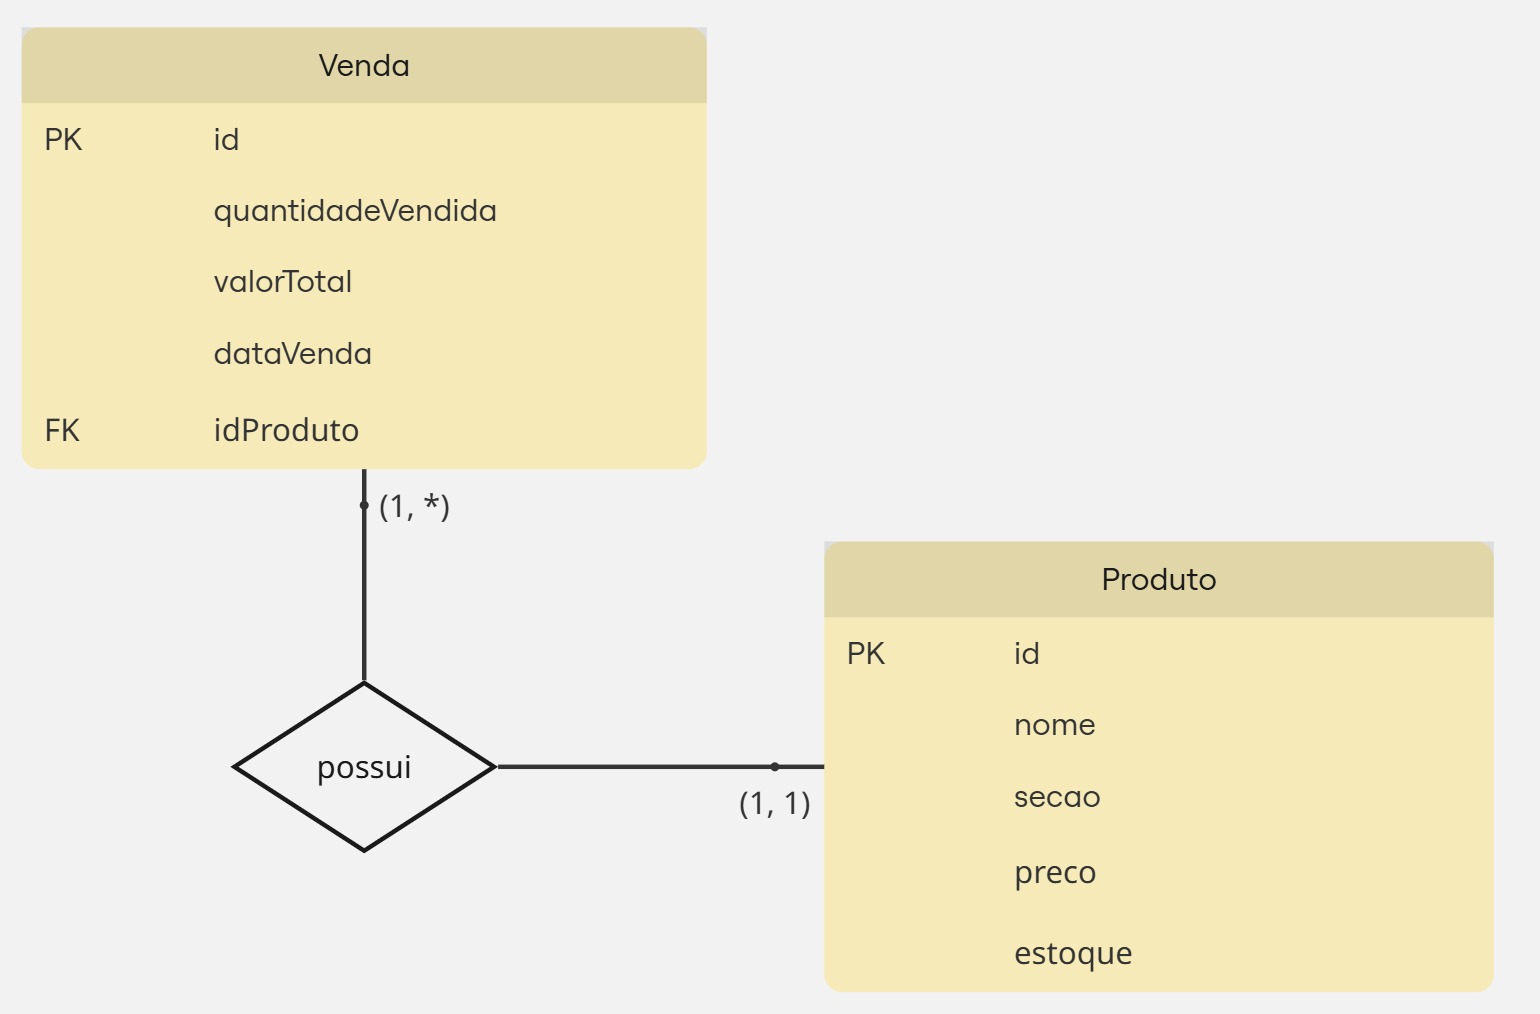 Venda
PK id
quantidadeVendida
valorTotal
dataVenda
FK idProduto
(1, *)
possui
(1, 1)
Produto
PK id
nome
secao
preco
estoque